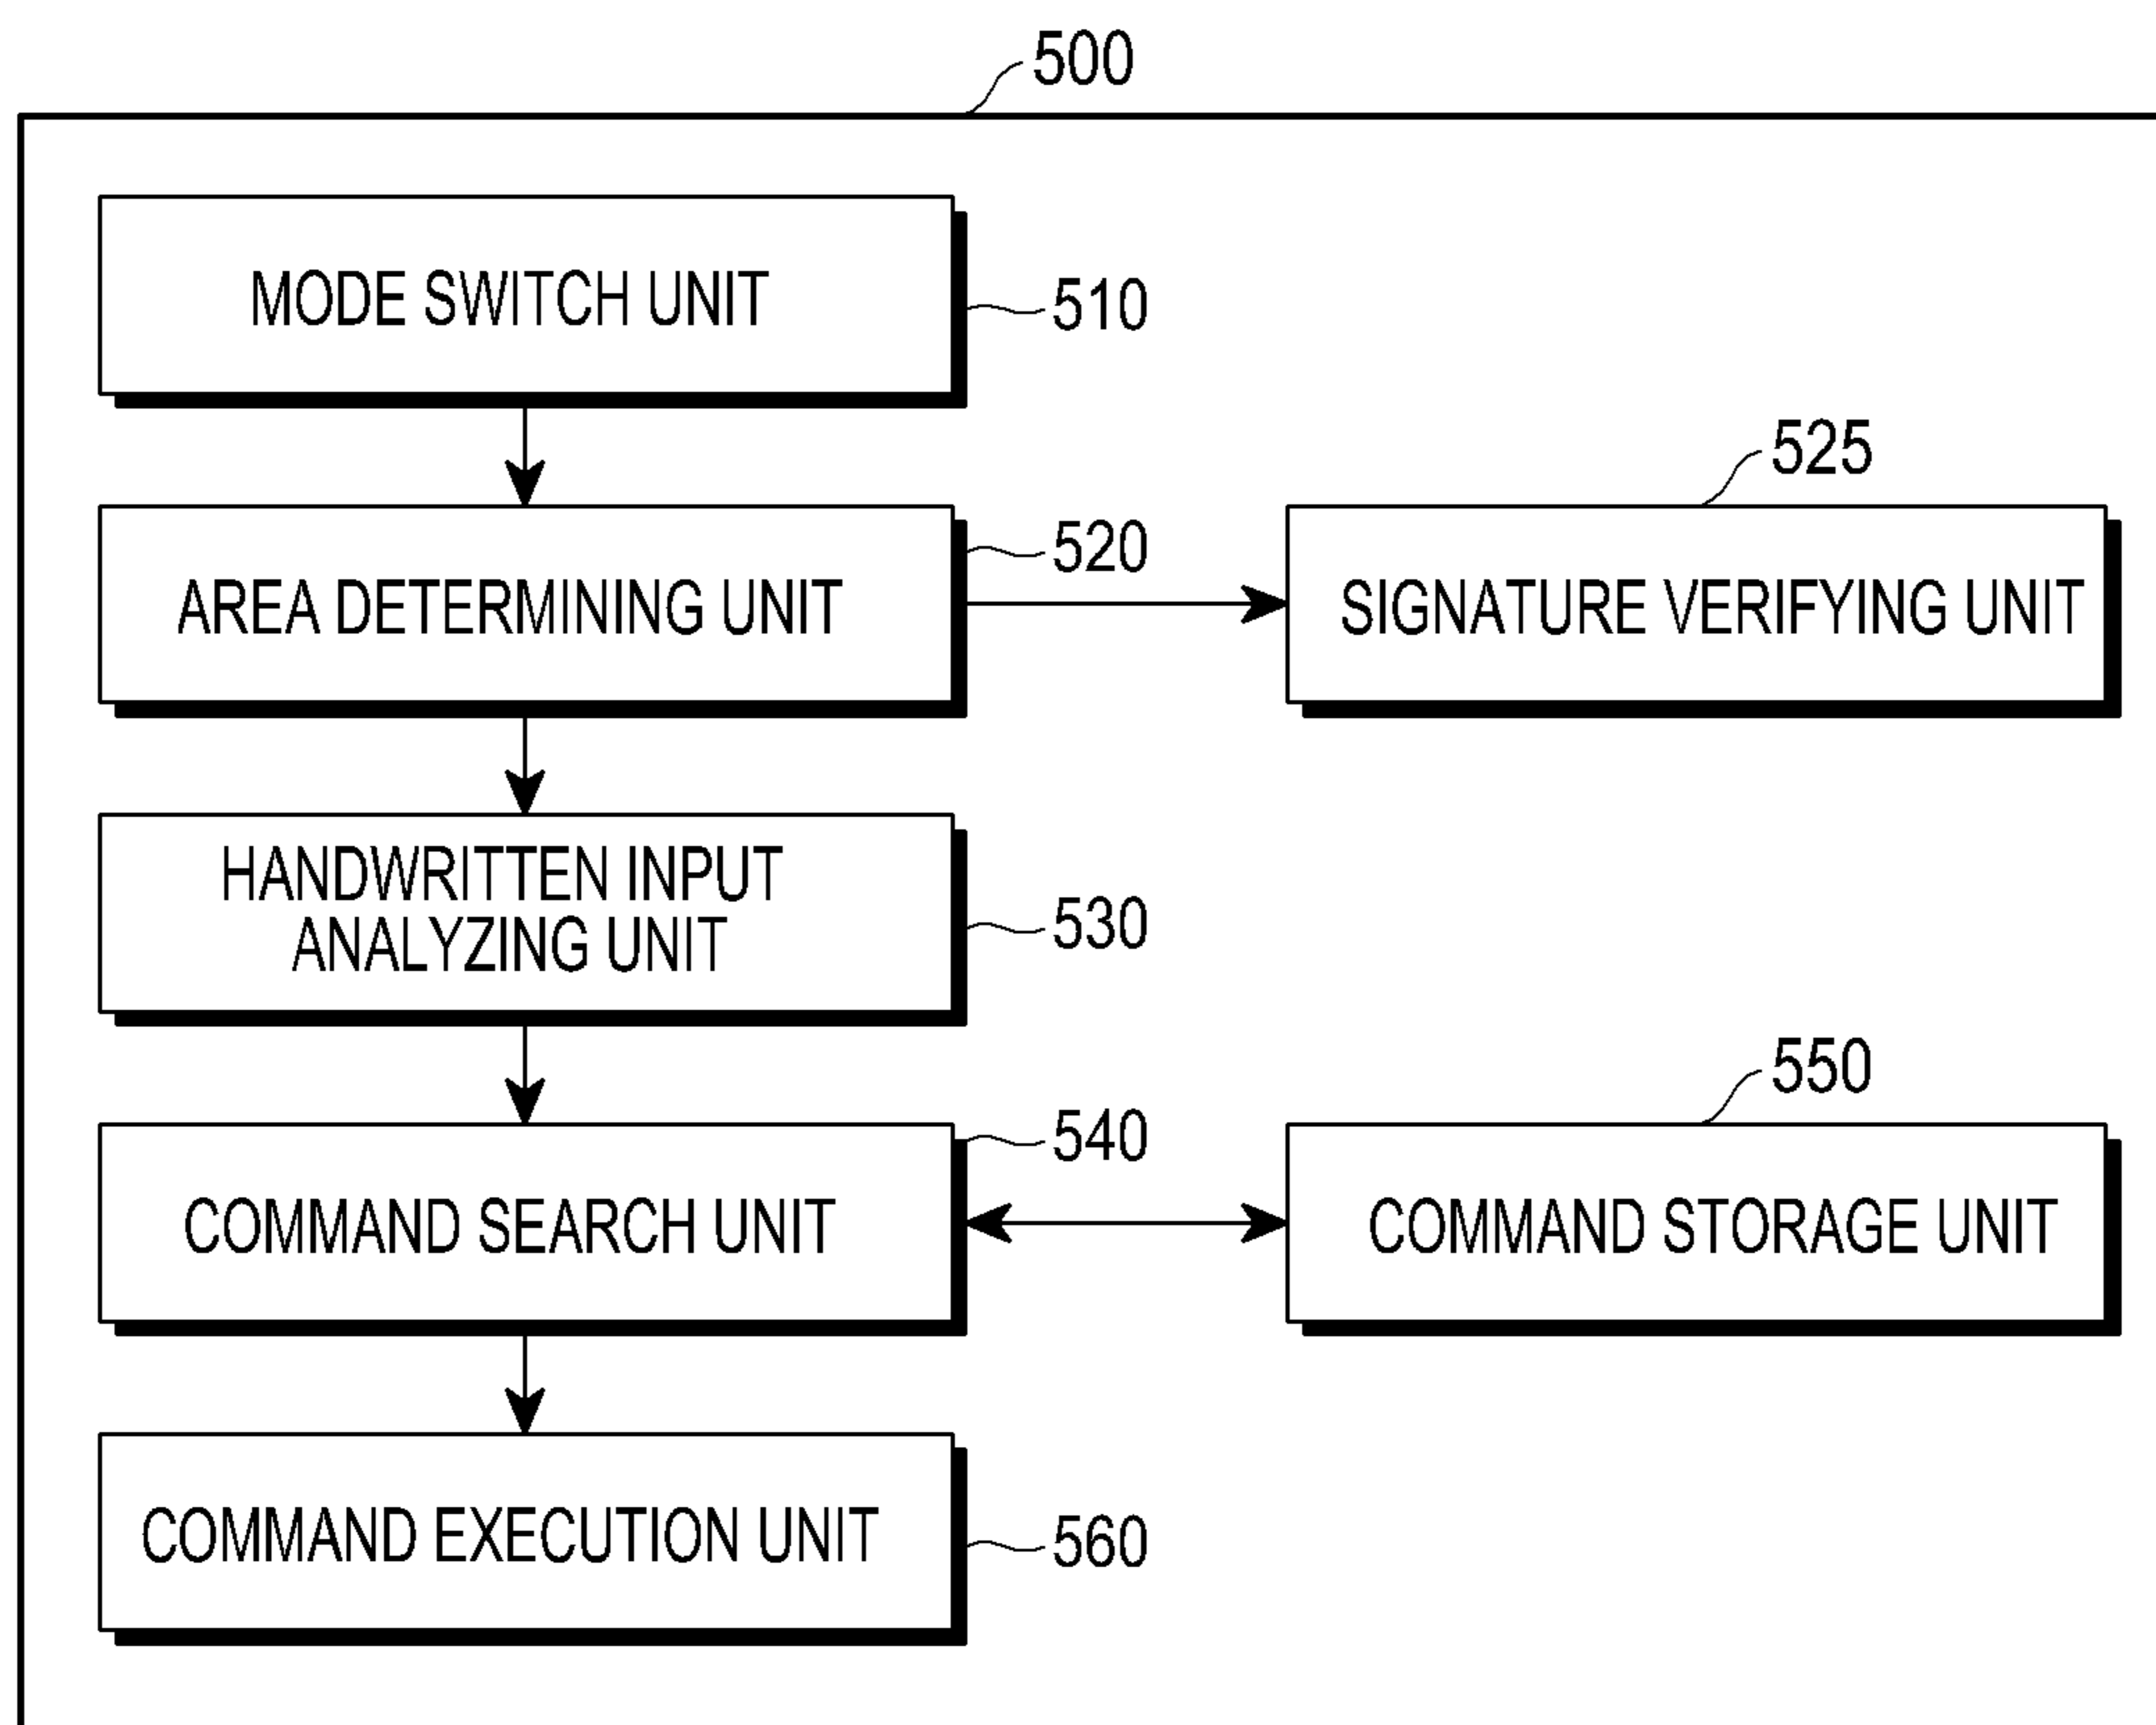 500
MODE SWITCH UNIT
510
525
520
AREA DETERMINING UNIT
SIGNATURE VERIFYING UNIT
HANDWRITTEN INPUT
ANALYZING UNIT
530
550
540
COMMAND SEARCH UNIT
COMMAND STORAGE UNIT
COMMAND EXECUTION UNIT
560